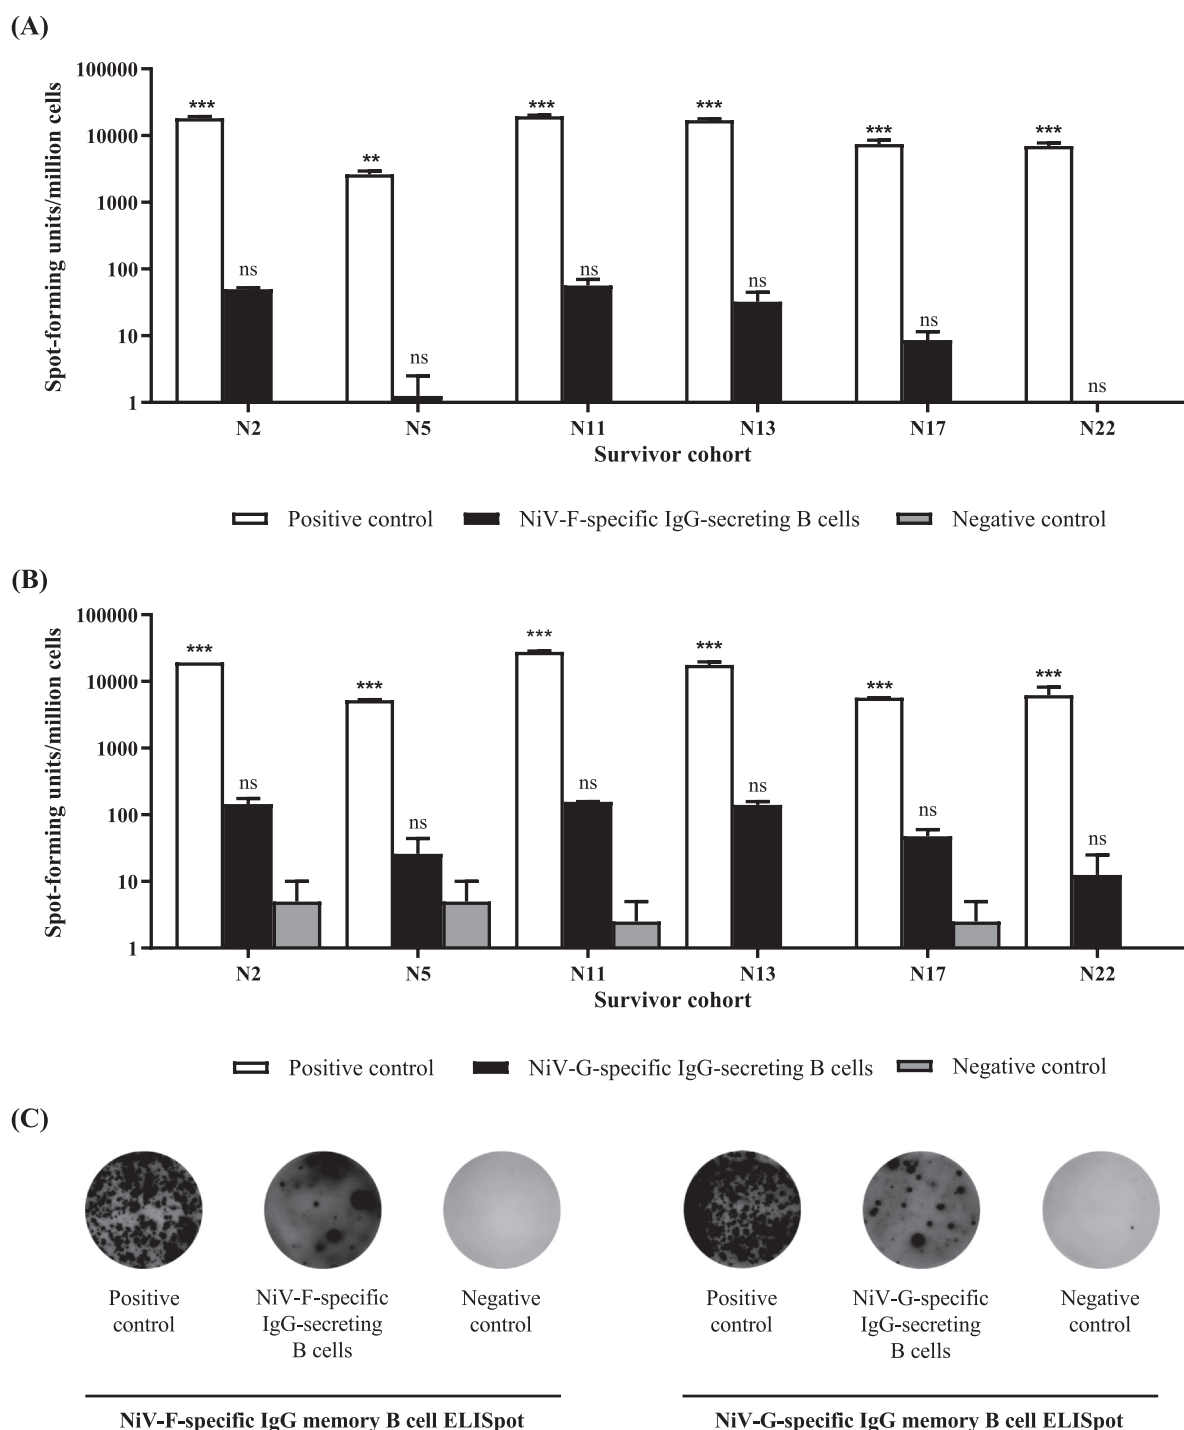 (A)
Spot-forming units/million cells
100000
10000
1000
100
10
1
*** ** *** *** *** ***
ns ns ns ns ns ns
N2 N5 N11 N13 N17 N22
Survivor cohort
Positive control NiV-F-specific IgG-secreting B cells Negative control
(B)
Spot-forming units/million cells
100000
10000
1000
100
10
1
*** *** *** *** *** ***
ns ns ns ns ns ns
N2 N5 N11 N13 N17 N22
Survivor cohort
Positive control NiV-G-specific IgG-secreting B cells Negative control
(C)
Positive
control
NiV-F-specific
IgG-secreting
B cells
Negative
control
NiV-F-specific IgG memory B cell ELISpot
Positive
control
NiV-G-specific
IgG-secreting
B cells
Negative
control
NiV-G-specific IgG memory B cell ELISpot